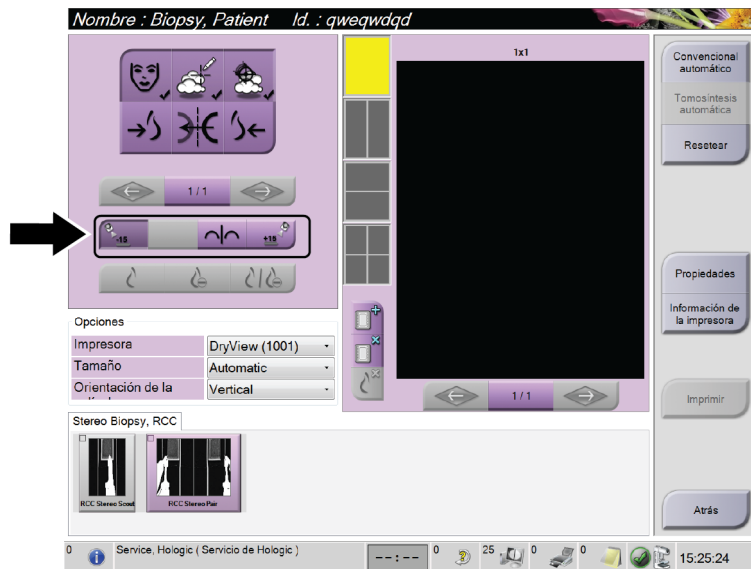 Nombre : Biopsy, Patient Id. : qweqwdqd
1/1
-15
+15
Opciones
Impresora
DryView (1001)
Tamaño
Automatic
Orientación de la
Vertical
1x1
1/1
Convencional
automático
Tomosíntesis
automática
Resetear
Propiedades
Información de
la impresora
Imprimir
Atrás
Stereo Biopsy, RCC
RCC Stereo Scout
RCC Stereo Pair
0
Service, Hologic ( Servicio de Hologic )
--:--
0
25
0
0
15:25:24